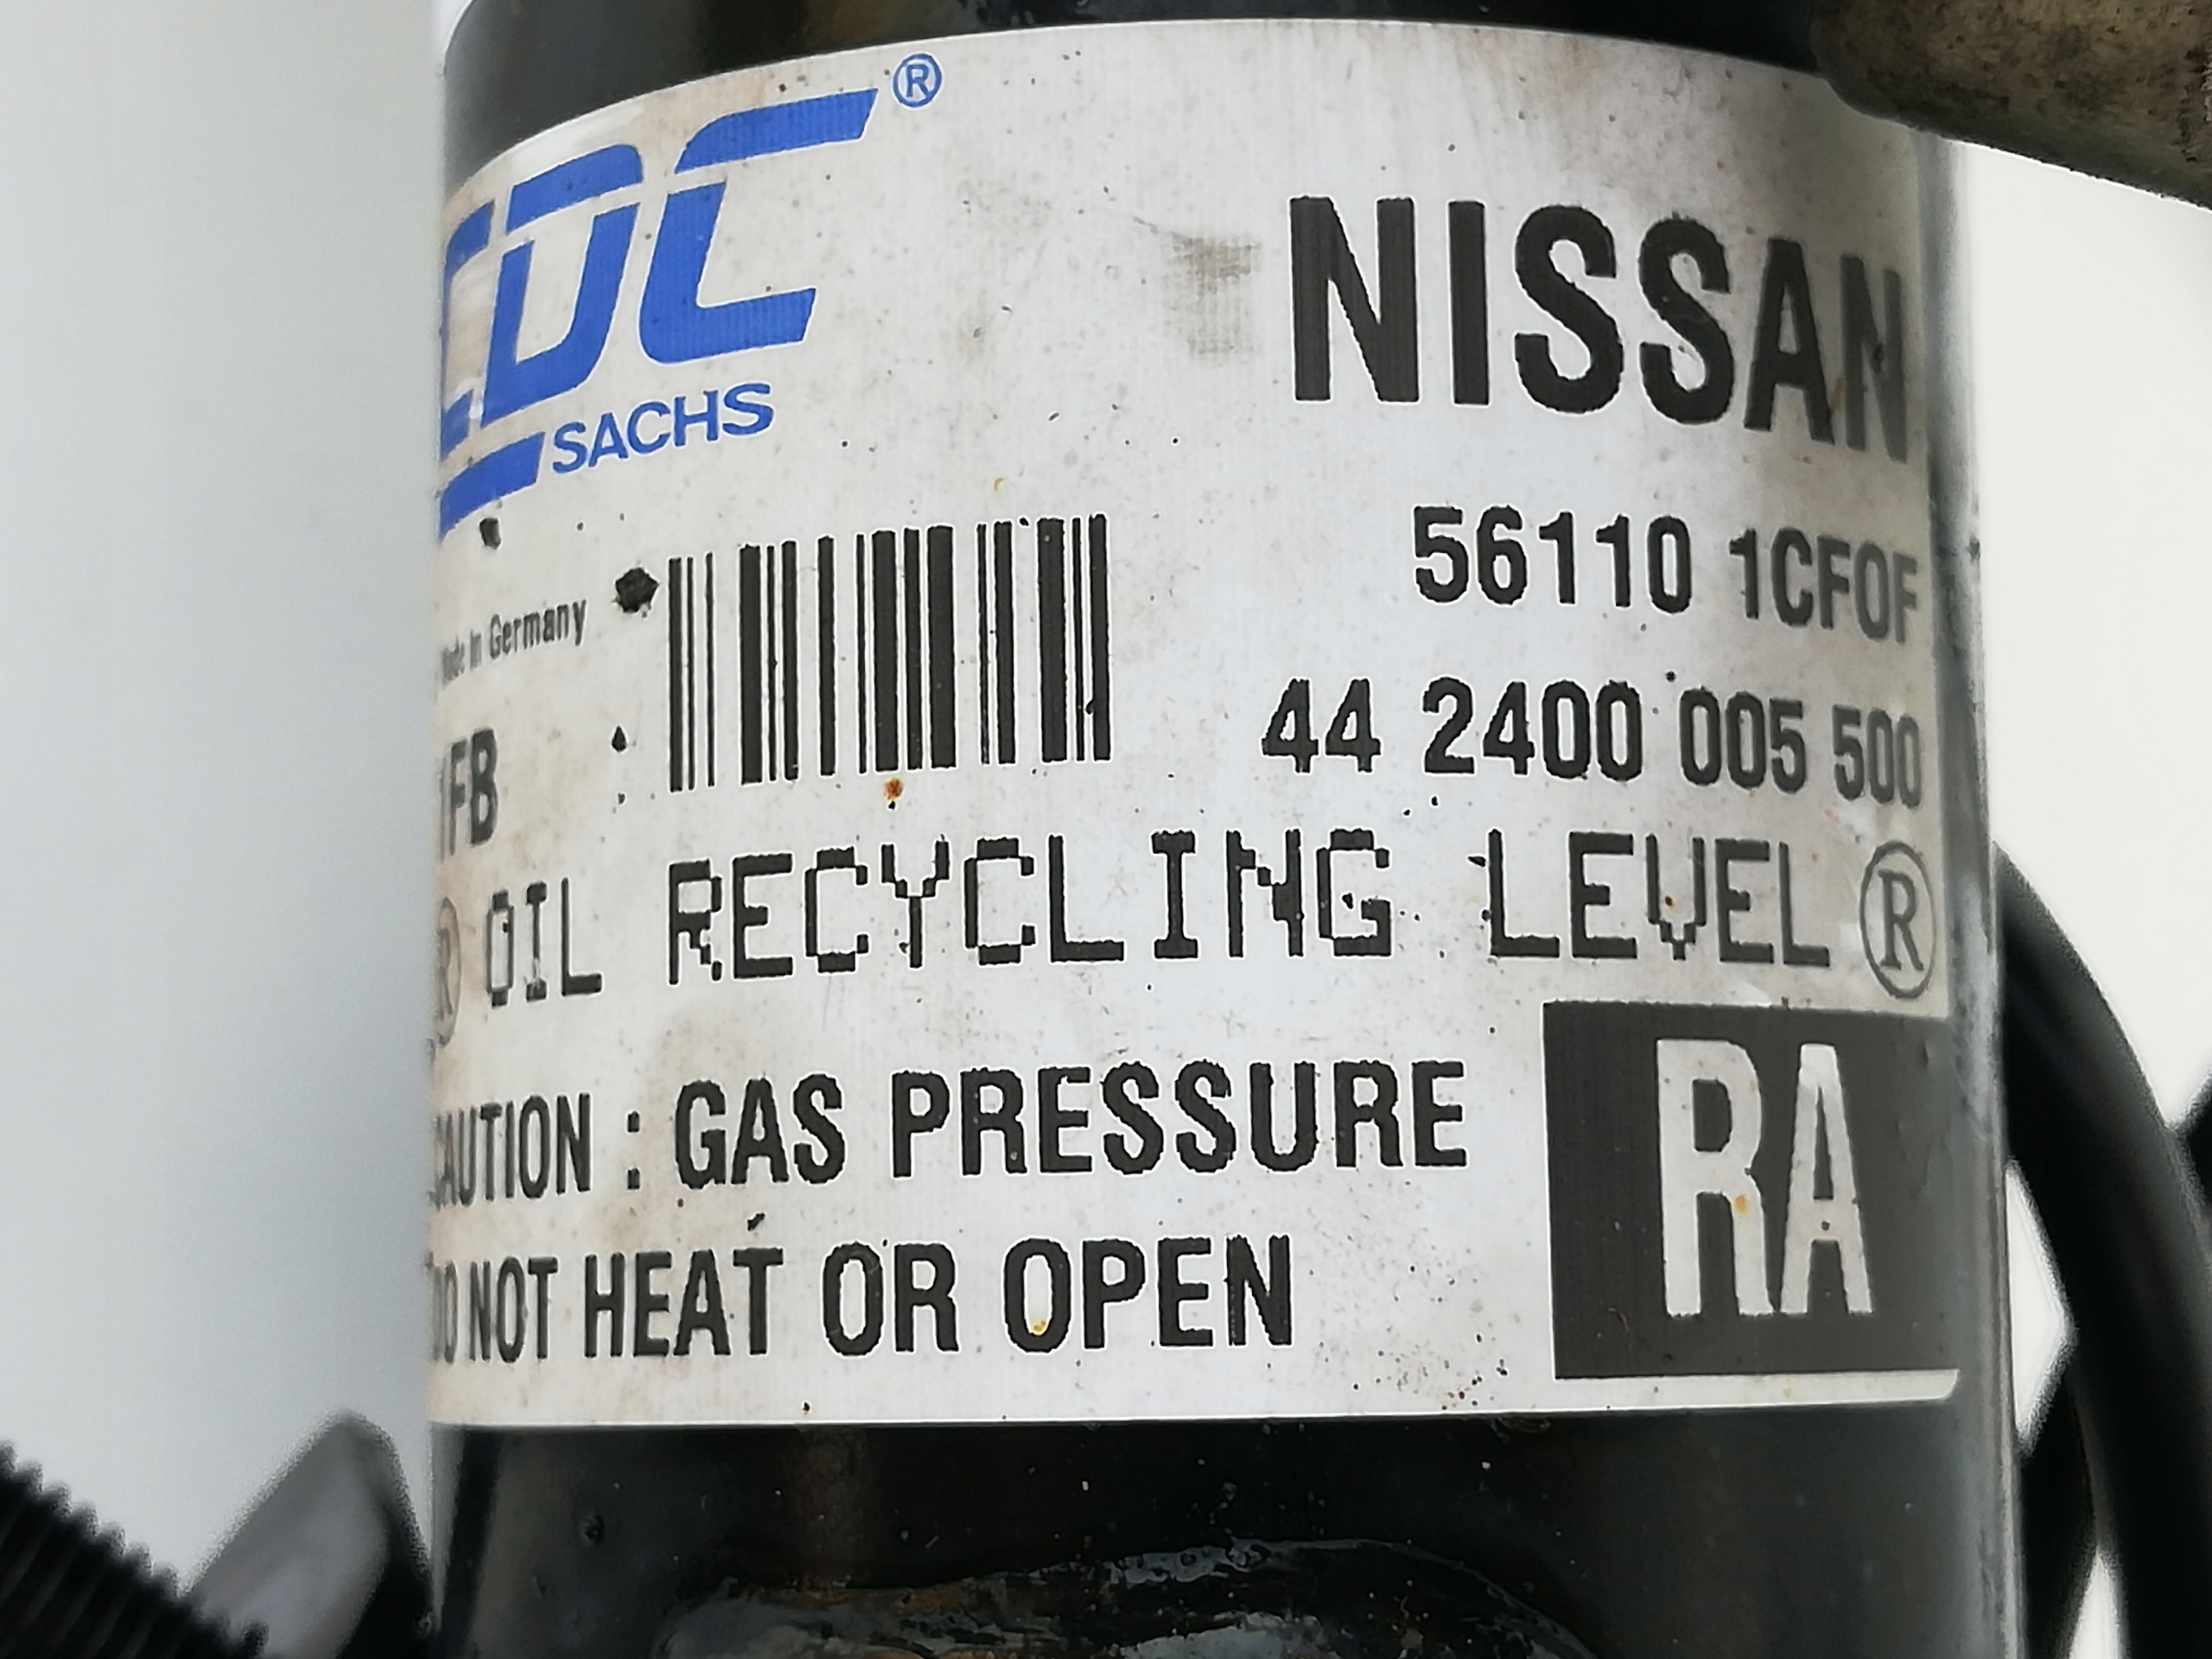 CDC®
SACHS
NISSAN
56110 1CF0F
Made in Germany
44 2400 005 500
FB
® OIL RECYCLING LEVEL ®
CAUTION : GAS PRESSURE
RA
DO NOT HEAT OR OPEN